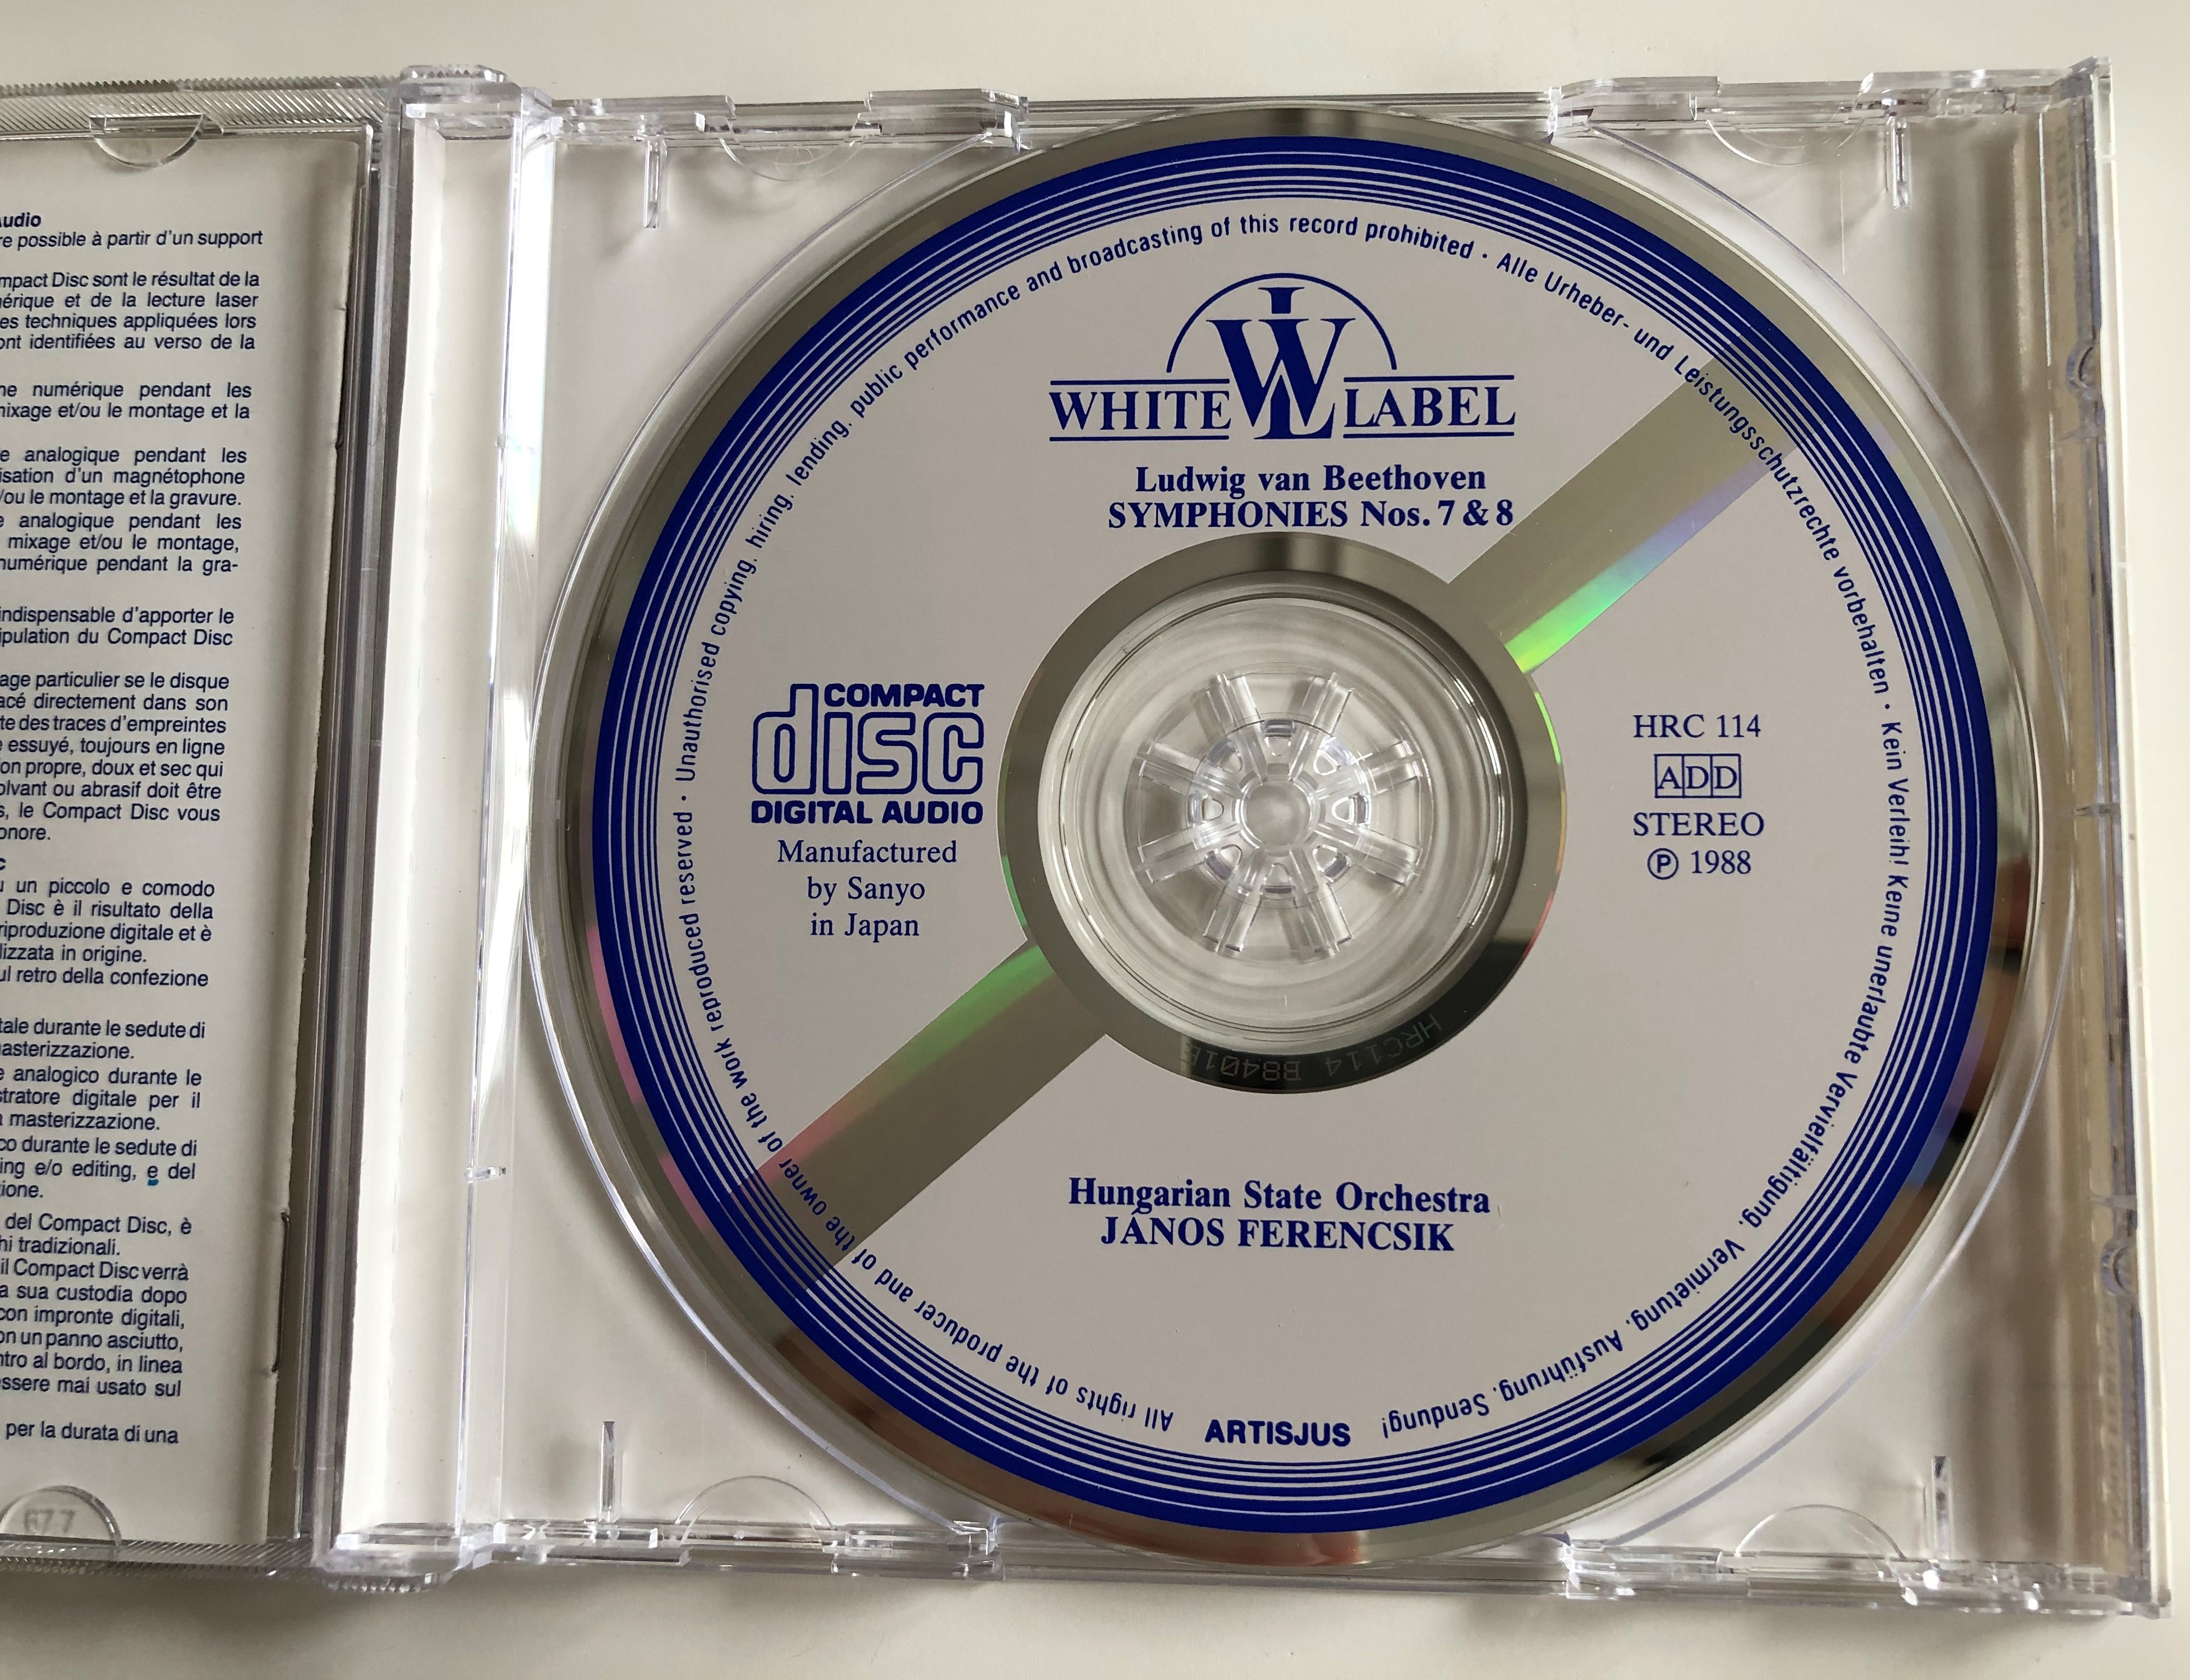 Audio
re possible à partir d'un support
mpact Disc sont le résultat de la
érique et de la lecture laser
es techniques appliquées lors
ont identifiées au verso de la
ne numérique pendant les
mixage et/ou le montage et la
e analogique pendant les
isation d'un magnétophone
/ou le montage et la gravure.
e analogique pendant les
mixage et/ou le montage,
numérique pendant la gra-
indispensable d'apporter le
ipulation du Compact Disc
age particulier se le disque
acé directement dans son
te des traces d'empreintes
e essuyé, toujours en ligne
on propre, doux et sec qui
olvant ou abrasif doit être
s, le Compact Disc vous
onore.
c
un piccolo e comodo
Disc è il risultato della
riproduzione digitale et è
lizzata in origine.
ul retro della confezione
tale durante le sedute di
masterizzazione.
e analogico durante le
stratore digitale per il
masterizzazione.
co durante le sedute di
ing e/o editing, e del
ione.
del Compact Disc, è
hi tradizionali.
il Compact Disc verrà
a sua custodia dopo
con impronte digitali,
on un panno asciutto,
ntro al bordo, in linea
essere mai usato sul
per la durata di una
All rights of the producer and of the owner of the work reproduced reserved · Unauthorised copying, hiring, lending, public performance and broadcasting of this record prohibited · Alle Urheber- und Leistungsschutzrechte vorbehalten · Kein Verleih! Keine unerlaubte Vervielfältigung, Vermietung, Aufführung, Sendung!
WL
WHITE LABEL
Ludwig van Beethoven
SYMPHONIES Nos. 7 & 8
COMPACT
disc
DIGITAL AUDIO
Manufactured
by Sanyo
in Japan
HRC 114
ADD
STEREO
℗ 1988
HRC114 B8401
Hungarian State Orchestra
JÁNOS FERENCSIK
ARTISJUS